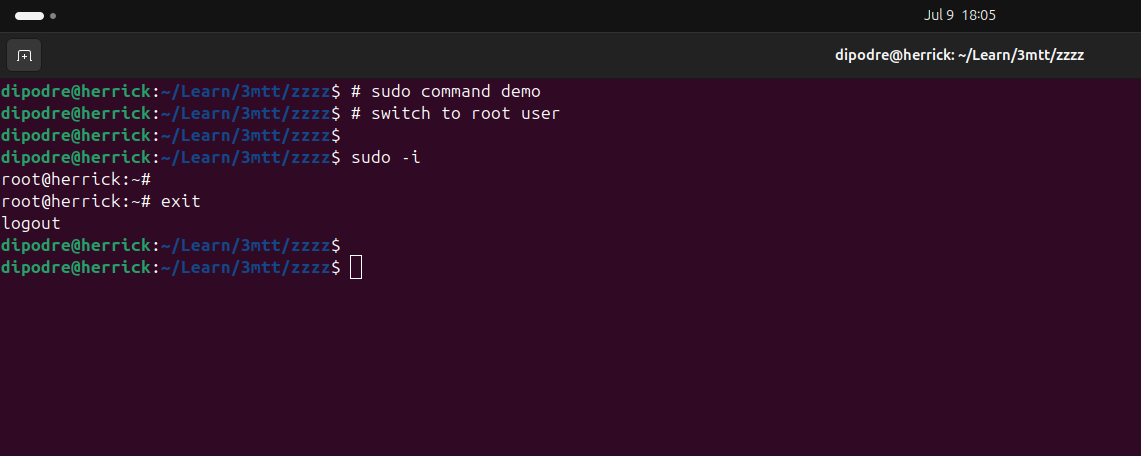 Jul 9 18:05
dipodre@herrick: ~/Learn/3mtt/zzzz
dipodre@herrick:~/Learn/3mtt/zzzz$ # sudo command demo
dipodre@herrick:~/Learn/3mtt/zzzz$ # switch to root user
dipodre@herrick:~/Learn/3mtt/zzzz$
dipodre@herrick:~/Learn/3mtt/zzzz$ sudo -i
root@herrick:~#
root@herrick:~# exit
logout
dipodre@herrick:~/Learn/3mtt/zzzz$
dipodre@herrick:~/Learn/3mtt/zzzz$